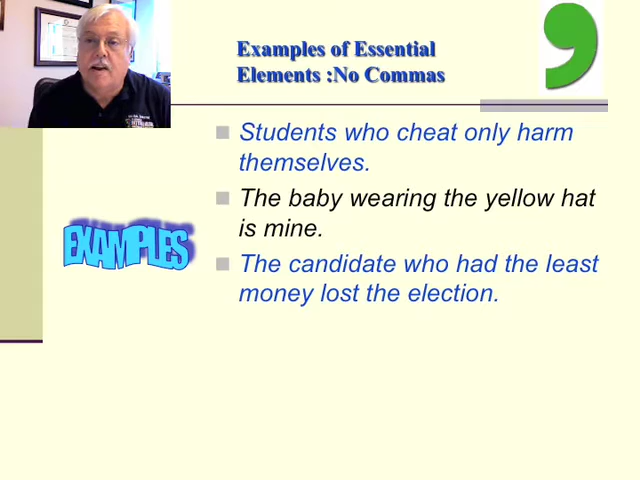 Examples of Essential
Elements :No Commas
Students who cheat only harm
themselves.
The baby wearing the yellow hat
is mine.
EXAMPLES
The candidate who had the least
money lost the election.